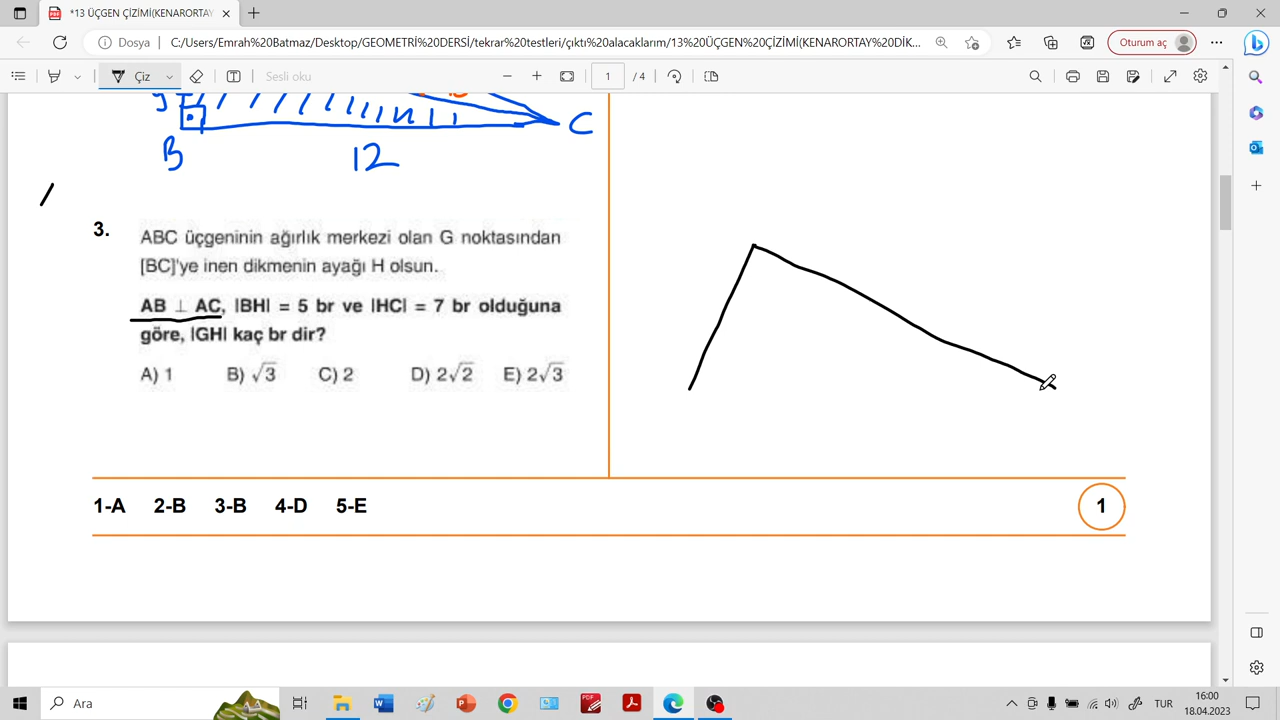 *13 ÜÇGEN ÇİZİMİ(KENARORTAY
Dosya
C:/Users/Emrah%20Batmaz/Desktop/GEOMETRİ%20DERSİ/tekrar%20testleri/çıktı%20alacaklarım/13%20ÜÇGEN%20ÇİZİMİ(KENARORTAY%20DİK...
Oturum aç
Çiz
Sesli oku
1 / 4
B
12
C
3.
ABC üçgeninin ağırlık merkezi olan G noktasından
[BC]'ye inen dikmenin ayağı H olsun.
AB ⊥ AC, |BH| = 5 br ve |HC| = 7 br olduğuna
göre, |GH| kaç br dir?
A) 1 B) √3 C) 2 D) 2√2 E) 2√3
1-A 2-B 3-B 4-D 5-E
1
Ara
TUR
16:00
18.04.2023